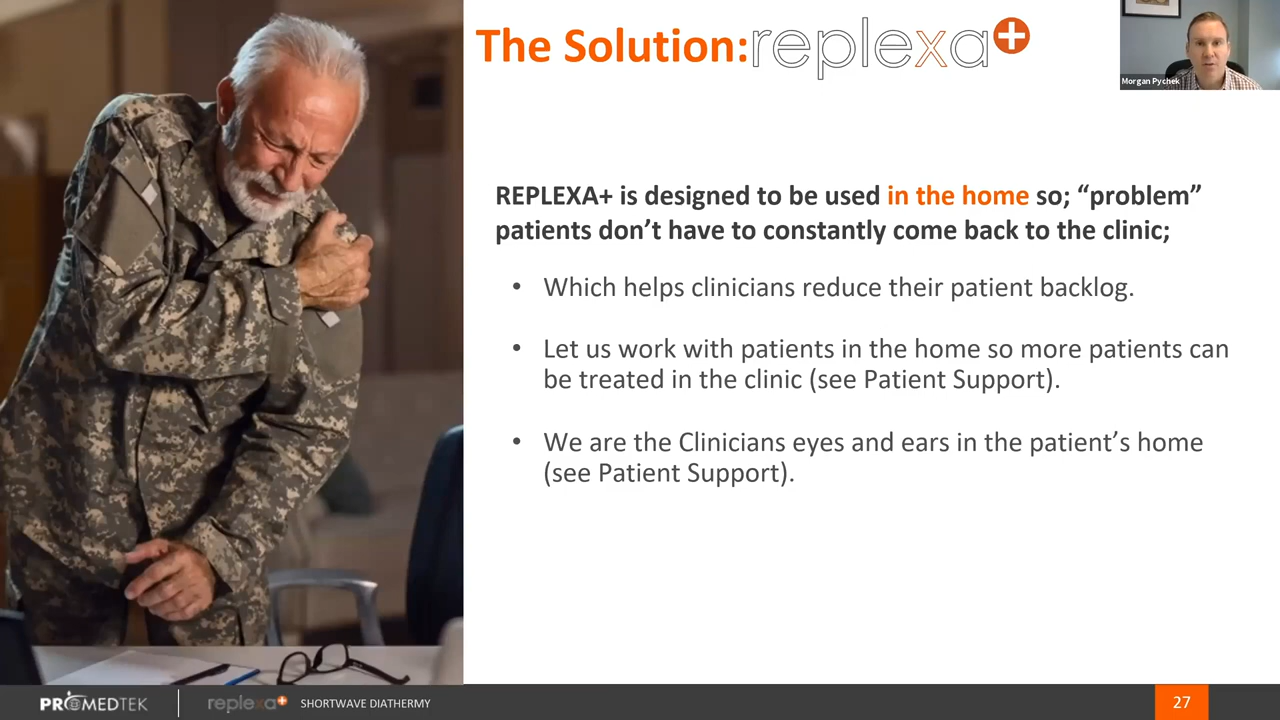 The Solution: replexa+
Morgan Pychek
REPLEXA+ is designed to be used in the home so; “problem”
patients don’t have to constantly come back to the clinic;
• Which helps clinicians reduce their patient backlog.
• Let us work with patients in the home so more patients can
be treated in the clinic (see Patient Support).
• We are the Clinicians eyes and ears in the patient’s home
(see Patient Support).
PROMEDTEK replexa+ SHORTWAVE DIATHERMY 27